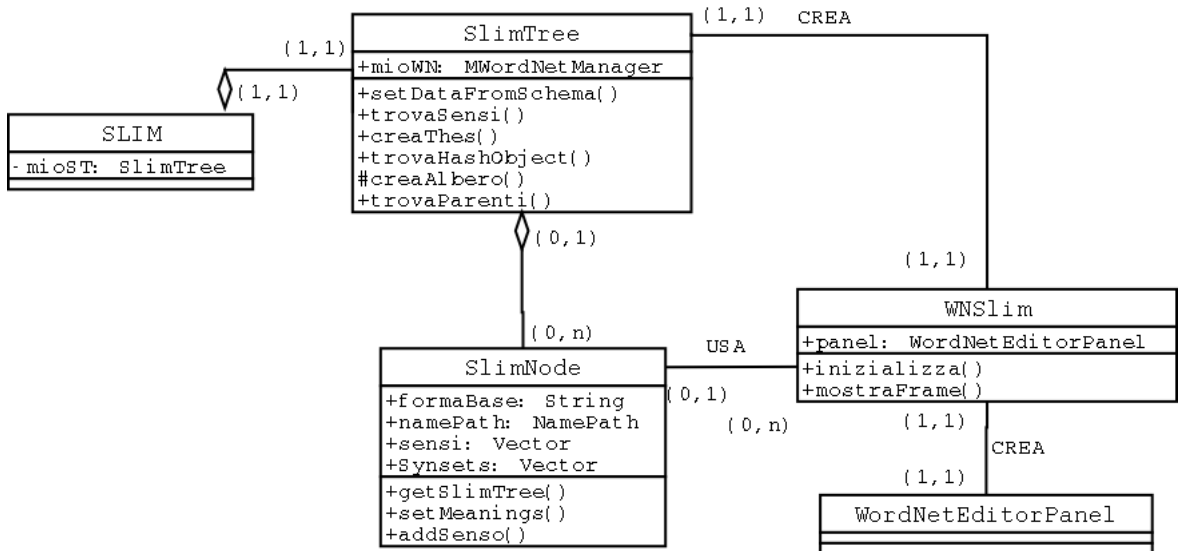 (1,1)
CREA
SlimTree
(1,1)
+mioWN: MWordNetManager
(1,1)
+setDataFromSchema()
+trovaSensi()
SLIM
+creaThes()
-mioST: SlimTree
+trovaHashObject()
#creaAlbero()
+trovaParenti()
(0,1)
(1,1)
WNSlim
(0,n)
+panel: WordNetEditorPanel
USA
SlimNode
+inizializza()
+mostraFrame()
+formaBase: String
(0,1)
+namePath: NamePath
(0,n)
(1,1)
+sensi: Vector
CREA
+Synsets: Vector
(1,1)
+getSlimTree()
+setMeanings()
WordNetEditorPanel
+addSenso()